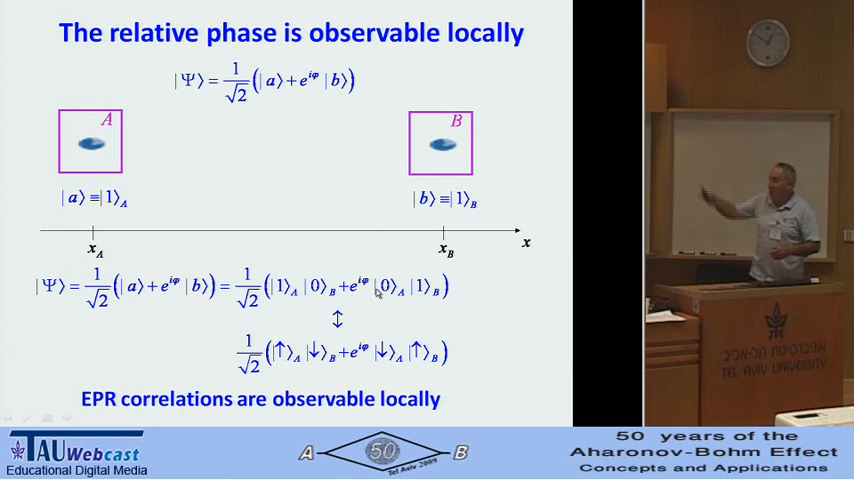 The relative phase is observable locally
|Ψ⟩ = 1/√2 (|a⟩ + e^{iφ} |b⟩)
A
B
|a⟩ ≡ |1⟩_A
|b⟩ ≡ |1⟩_B
x_A
x_B
x
|Ψ⟩ = 1/√2 (|a⟩ + e^{iφ} |b⟩) = 1/√2 (|1⟩_A |0⟩_B + e^{iφ} |0⟩_A |1⟩_B)
↕
1/√2 (|↑⟩_A |↓⟩_B + e^{iφ} |↓⟩_A |↑⟩_B)
EPR correlations are observable locally
אוניברסיטת תל-אביב
TEL AVIV UNIVERSITY
TAU Webcast
Educational Digital Media
A 50 B
Tel Aviv 2009
50 years of the
Aharonov-Bohm Effect
Concepts and Applications